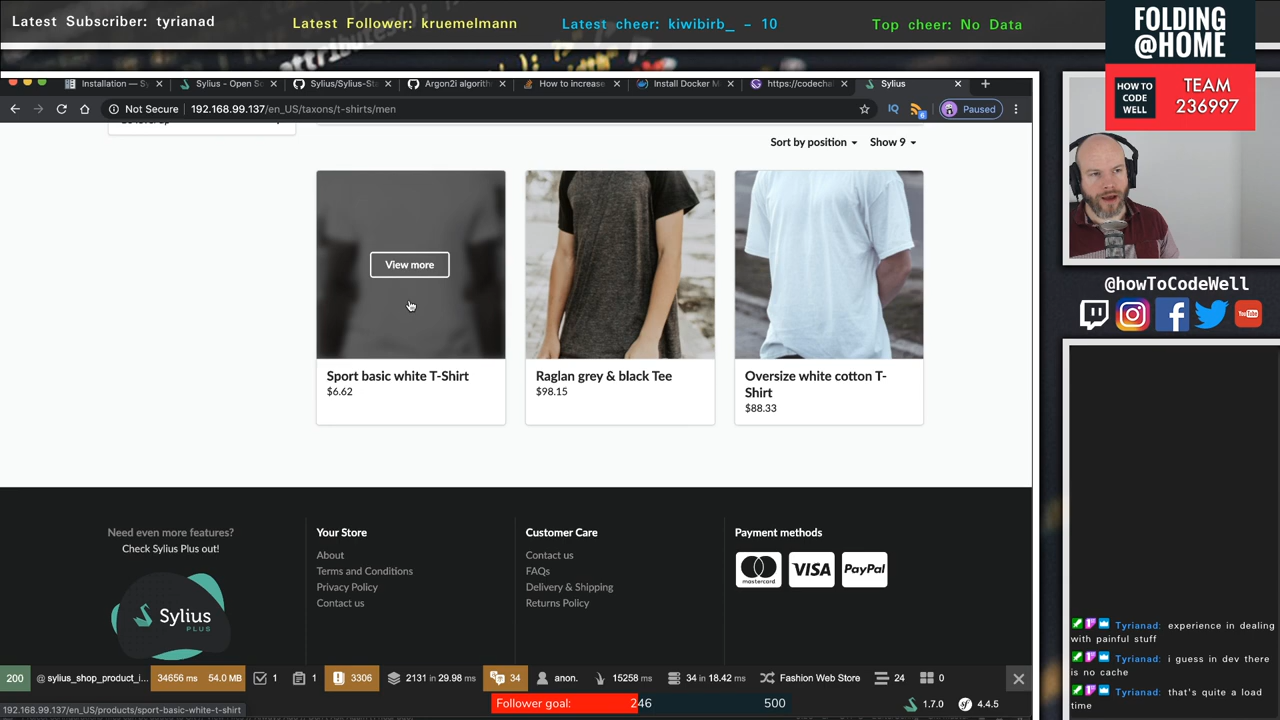 Latest Subscriber: tyrianad
Latest Follower: kruemelmann
Latest cheer: kiwibirb_ - 10
Top cheer: No Data
FOLDING
@HOME
HOW TO
CODE
WELL
TEAM
236997
Installation — Sy
Sylius - Open So
Sylius/Sylius-Sta
Argon2i algorith
How to increase
Install Docker M
https://codecha
Sylius
Not Secure
192.168.99.137/en_US/taxons/t-shirts/men
Paused
Sort by position
Show 9
View more
Sport basic white T-Shirt
$6.62
Raglan grey & black Tee
$98.15
Oversize white cotton T-
Shirt
$88.33
@howToCodeWell
Need even more features?
Check Sylius Plus out!
Sylius
PLUS
Your Store
About
Terms and Conditions
Privacy Policy
Contact us
Customer Care
Contact us
FAQs
Delivery & Shipping
Returns Policy
Payment methods
mastercard
VISA
PayPal
Tyrianad: experience in dealing
with painful stuff
Tyrianad: i guess in dev there
is no cache
Tyrianad: that's quite a load
time
200
@ sylius_shop_product_i...
34656 ms
54.0 MB
1
1
3306
2131 in 29.98 ms
34
anon.
15258 ms
34 in 18.42 ms
Fashion Web Store
24
0
1.7.0
4.4.5
192.168.99.137/en_US/products/sport-basic-white-t-shirt
Follower goal:
246
500